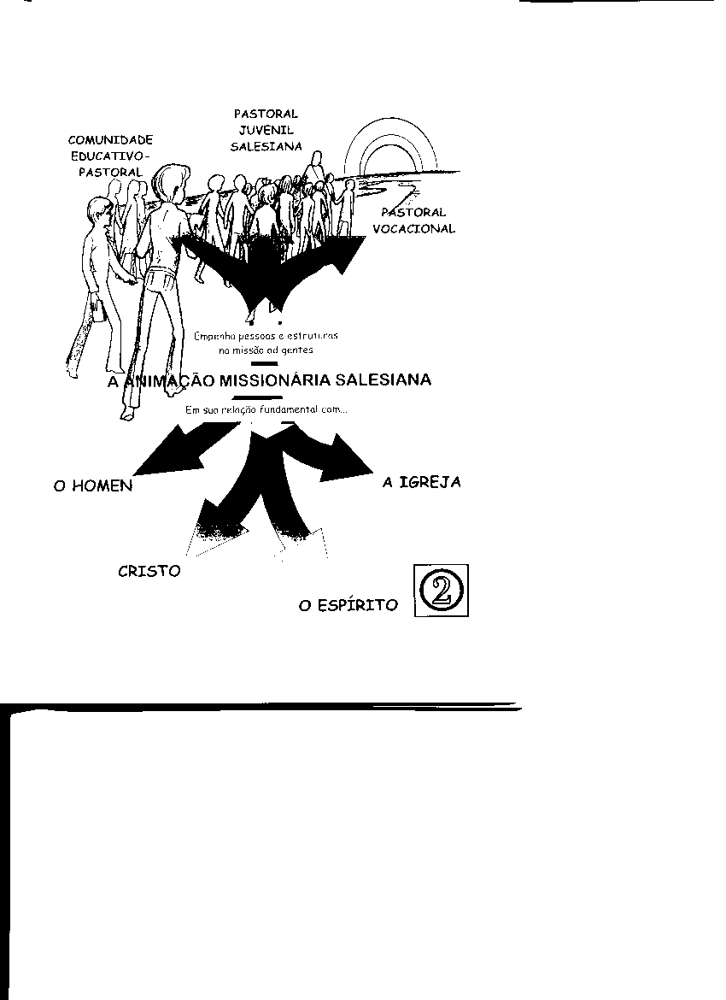 PASTORAL
JUVENIL
SALESIANA
COMUNIDADE
EDUCATIVO-
PASTORAL
PASTORAL
VOCACIONAL
Empenha pessoas e estruturas
na missão ad gentes
A ANIMAÇÃO MISSIONÁRIA SALESIANA
Em sua relação fundamental com...
O HOMEN
A IGREJA
CRISTO
O ESPÍRITO
2